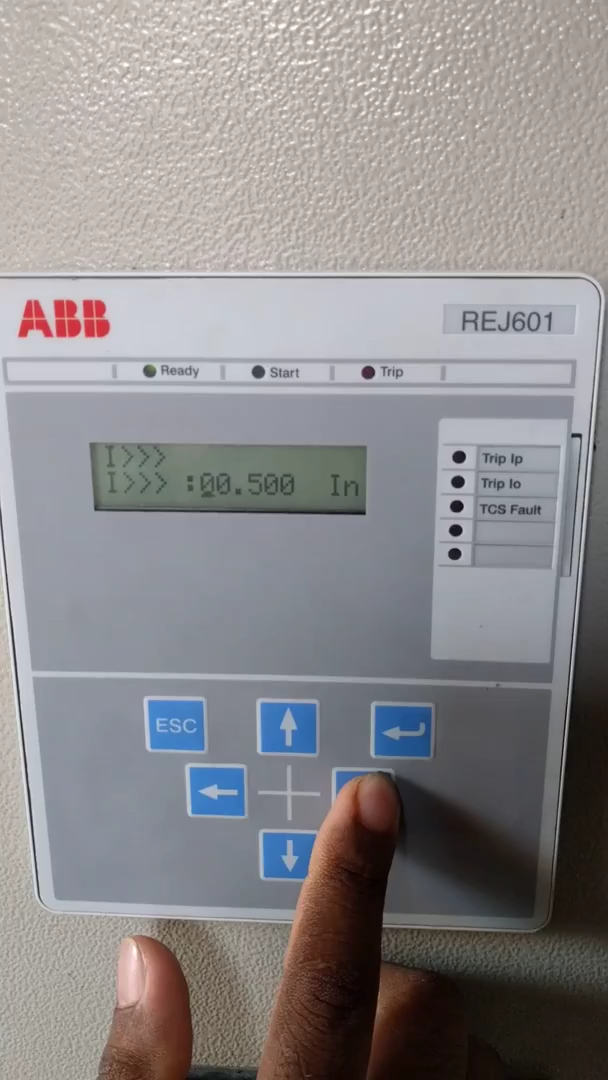 ABB
REJ601
Ready
Start
Trip
I>>>
I>>> :00.500 In
Trip Ip
Trip Io
TCS Fault
ESC